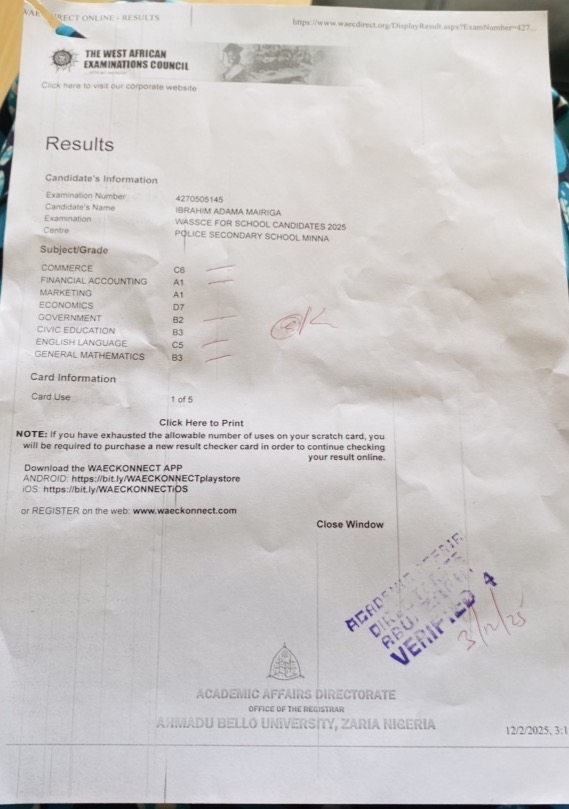 RECT ONLINE - RESULTS
https://www.waecdirect.org/DisplayResult.aspx?ExamNumber=427...
THE WEST AFRICAN
EXAMINATIONS COUNCIL
Click here to visit our corporate website
Results
Candidate's Information
Examination Number 4270505145
Candidate's Name IBRAHIM ADAMA MAIRIGA
Examination WASSCE FOR SCHOOL CANDIDATES 2025
Centre POLICE SECONDARY SCHOOL MINNA
Subject/Grade
COMMERCE C6
FINANCIAL ACCOUNTING A1
MARKETING A1
ECONOMICS D7
GOVERNMENT B2
CIVIC EDUCATION B3
ENGLISH LANGUAGE C5
GENERAL MATHEMATICS B3
Card Information
Card Use 1 of 5
Click Here to Print
NOTE: If you have exhausted the allowable number of uses on your scratch card, you
will be required to purchase a new result checker card in order to continue checking
your result online.
Download the WAECKONNECT APP
ANDROID: https://bit.ly/WAECKONNECTplaystore
iOS: https://bit.ly/WAECKONNECTiOS
or REGISTER on the web: www.waeckonnect.com
Close Window
VERIFIED 4
3/12/25
ACADEMIC AFFAIRS DIRECTORATE
OFFICE OF THE REGISTRAR
AHMADU BELLO UNIVERSITY, ZARIA NIGERIA
12/2/2025, 3:1